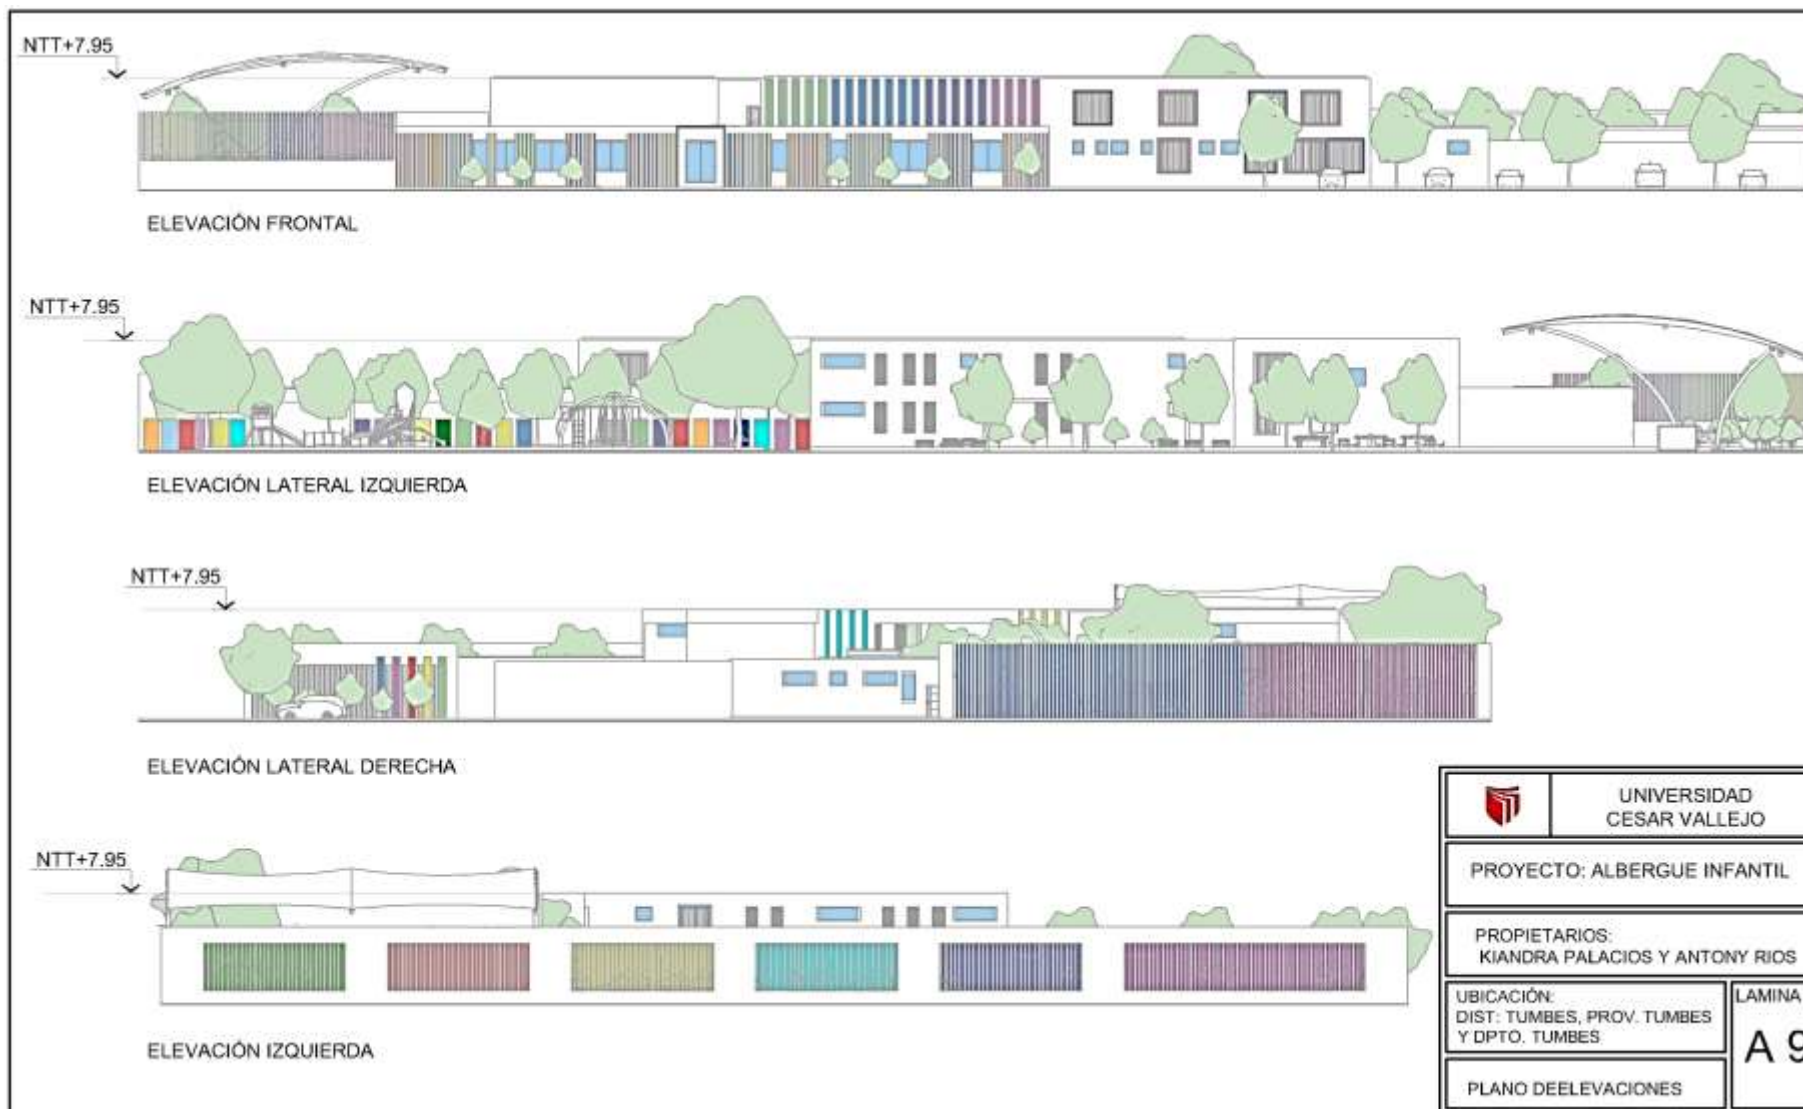 NTT+7.95
ELEVACIÓN FRONTAL
NTT+7.95
ELEVACIÓN LATERAL IZQUIERDA
NTT+7.95
ELEVACIÓN LATERAL DERECHA
NTT+7.95
ELEVACIÓN IZQUIERDA
UNIVERSIDAD
CESAR VALLEJO
PROYECTO: ALBERGUE INFANTIL
PROPIETARIOS:
KIANDRA PALACIOS Y ANTONY RIOS
UBICACIÓN:
DIST: TUMBES, PROV. TUMBES
Y DPTO. TUMBES
LAMINA
A 9
PLANO DEELEVACIONES